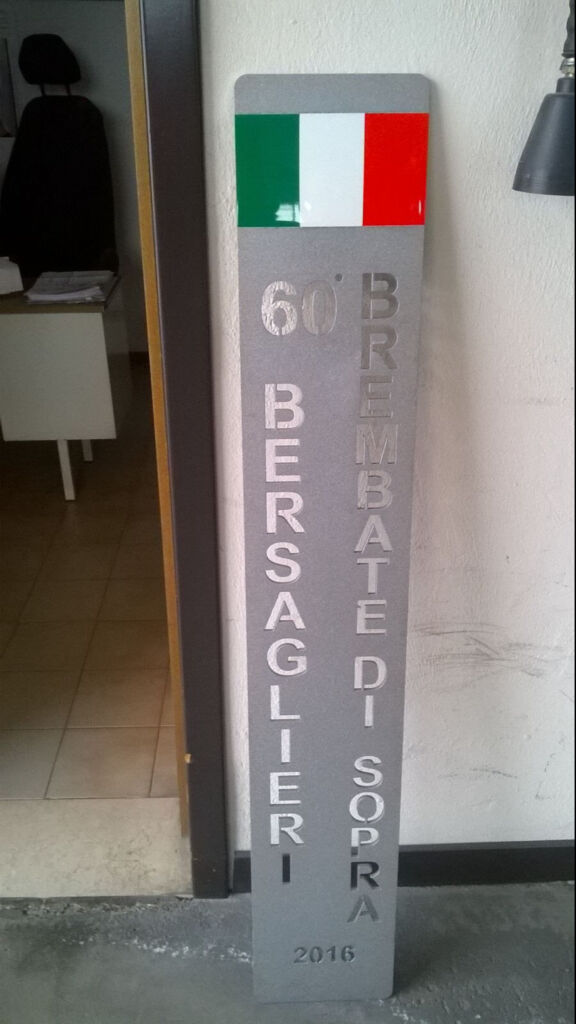 60°
BERSAGLIERI
BREMBATE DI SOPRA
2016